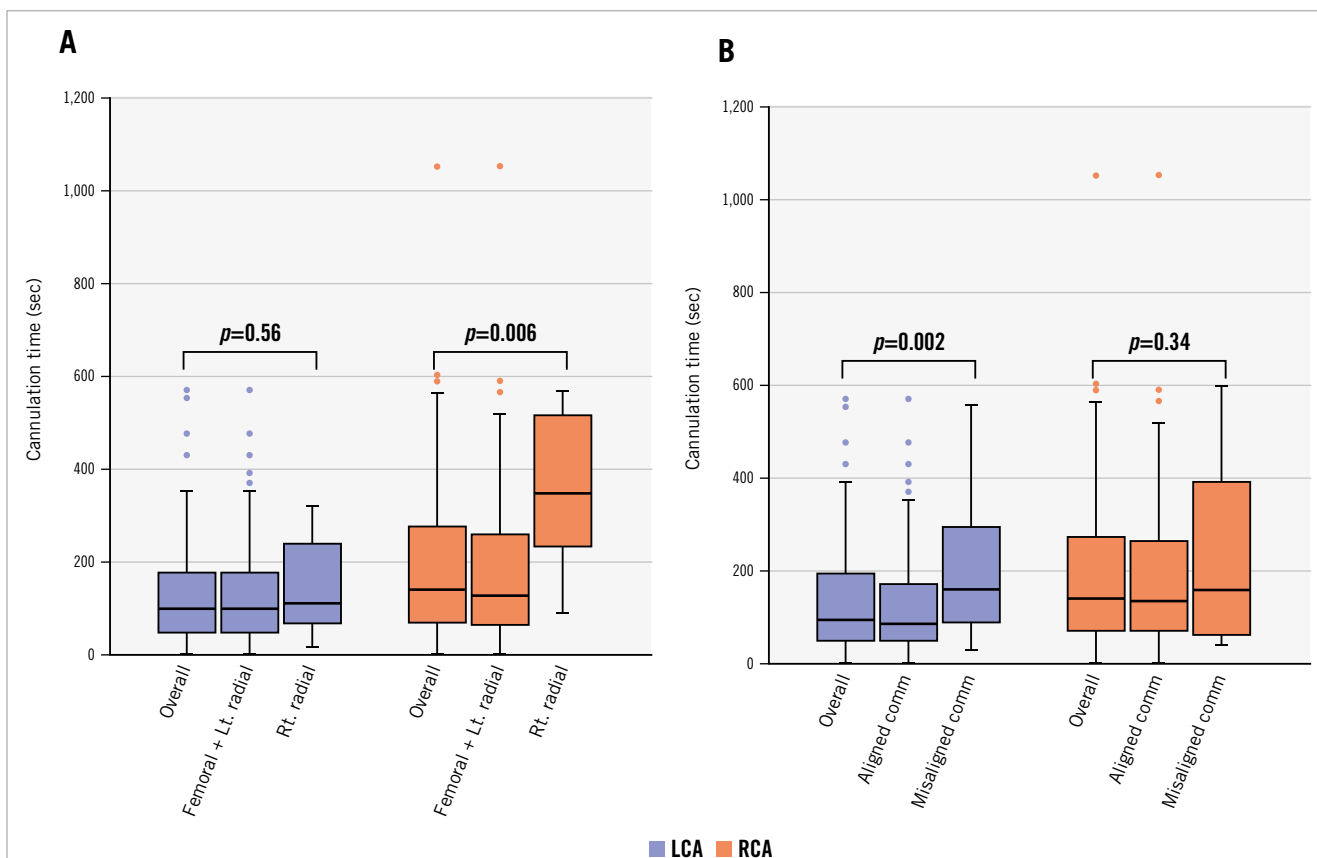 A
Cannulation time (sec)
1,200
1,000
800
600
400
200
0
p=0.56
p=0.006
Overall
Femoral + Lt. radial
Rt. radial
Overall
Femoral + Lt. radial
Rt. radial
B
Cannulation time (sec)
1,200
1,000
800
600
400
200
0
p=0.002
p=0.34
Overall
Aligned comm
Misaligned comm
Overall
Aligned comm
Misaligned comm
LCA RCA